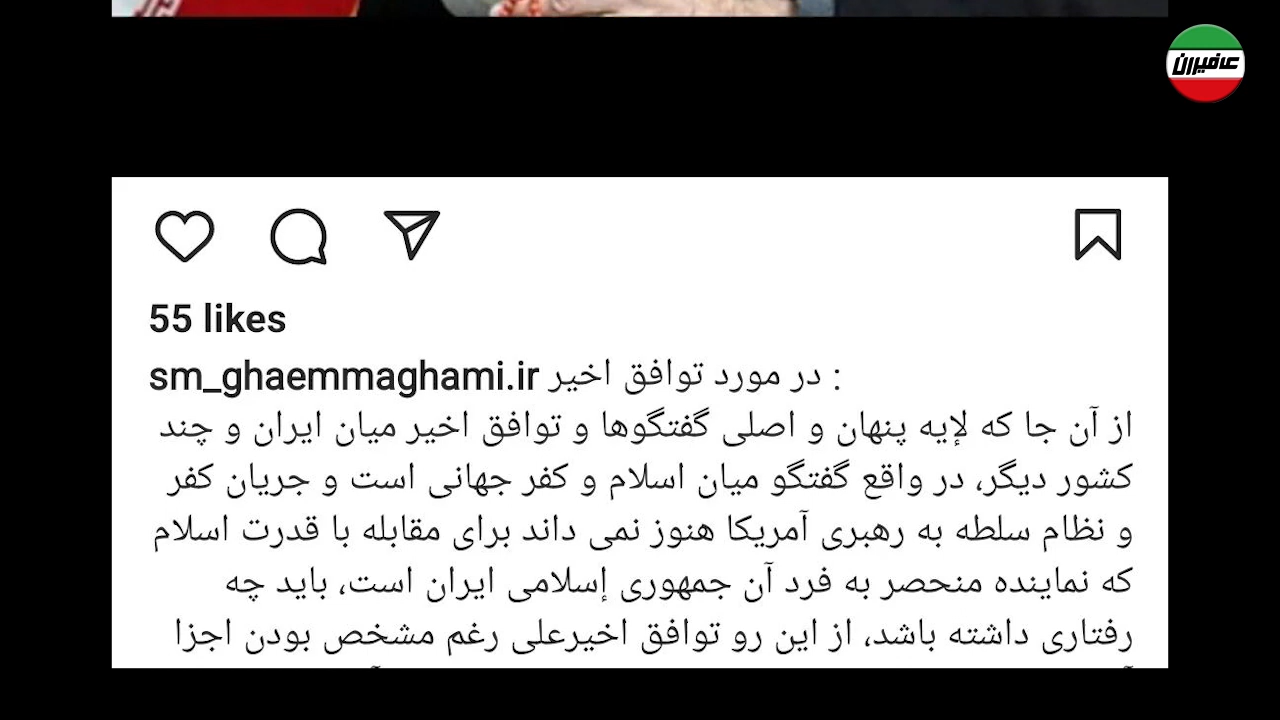 عافیران
55 likes
sm_ghaemmaghami.ir در مورد توافق اخیر :
از آن جا که لإیه پنهان و اصلی گفتگوها و توافق اخیر میان ایران و چند
کشور دیگر، در واقع گفتگو میان اسلام و کفر جهانی است و جریان کفر
و نظام سلطه به رهبری آمریکا هنوز نمی داند برای مقابله با قدرت اسلام
که نماینده منحصر به فرد آن جمهوری إسلامی ایران است، باید چه
رفتاری داشته باشد، از این رو توافق اخیرعلی رغم مشخص بودن اجزا